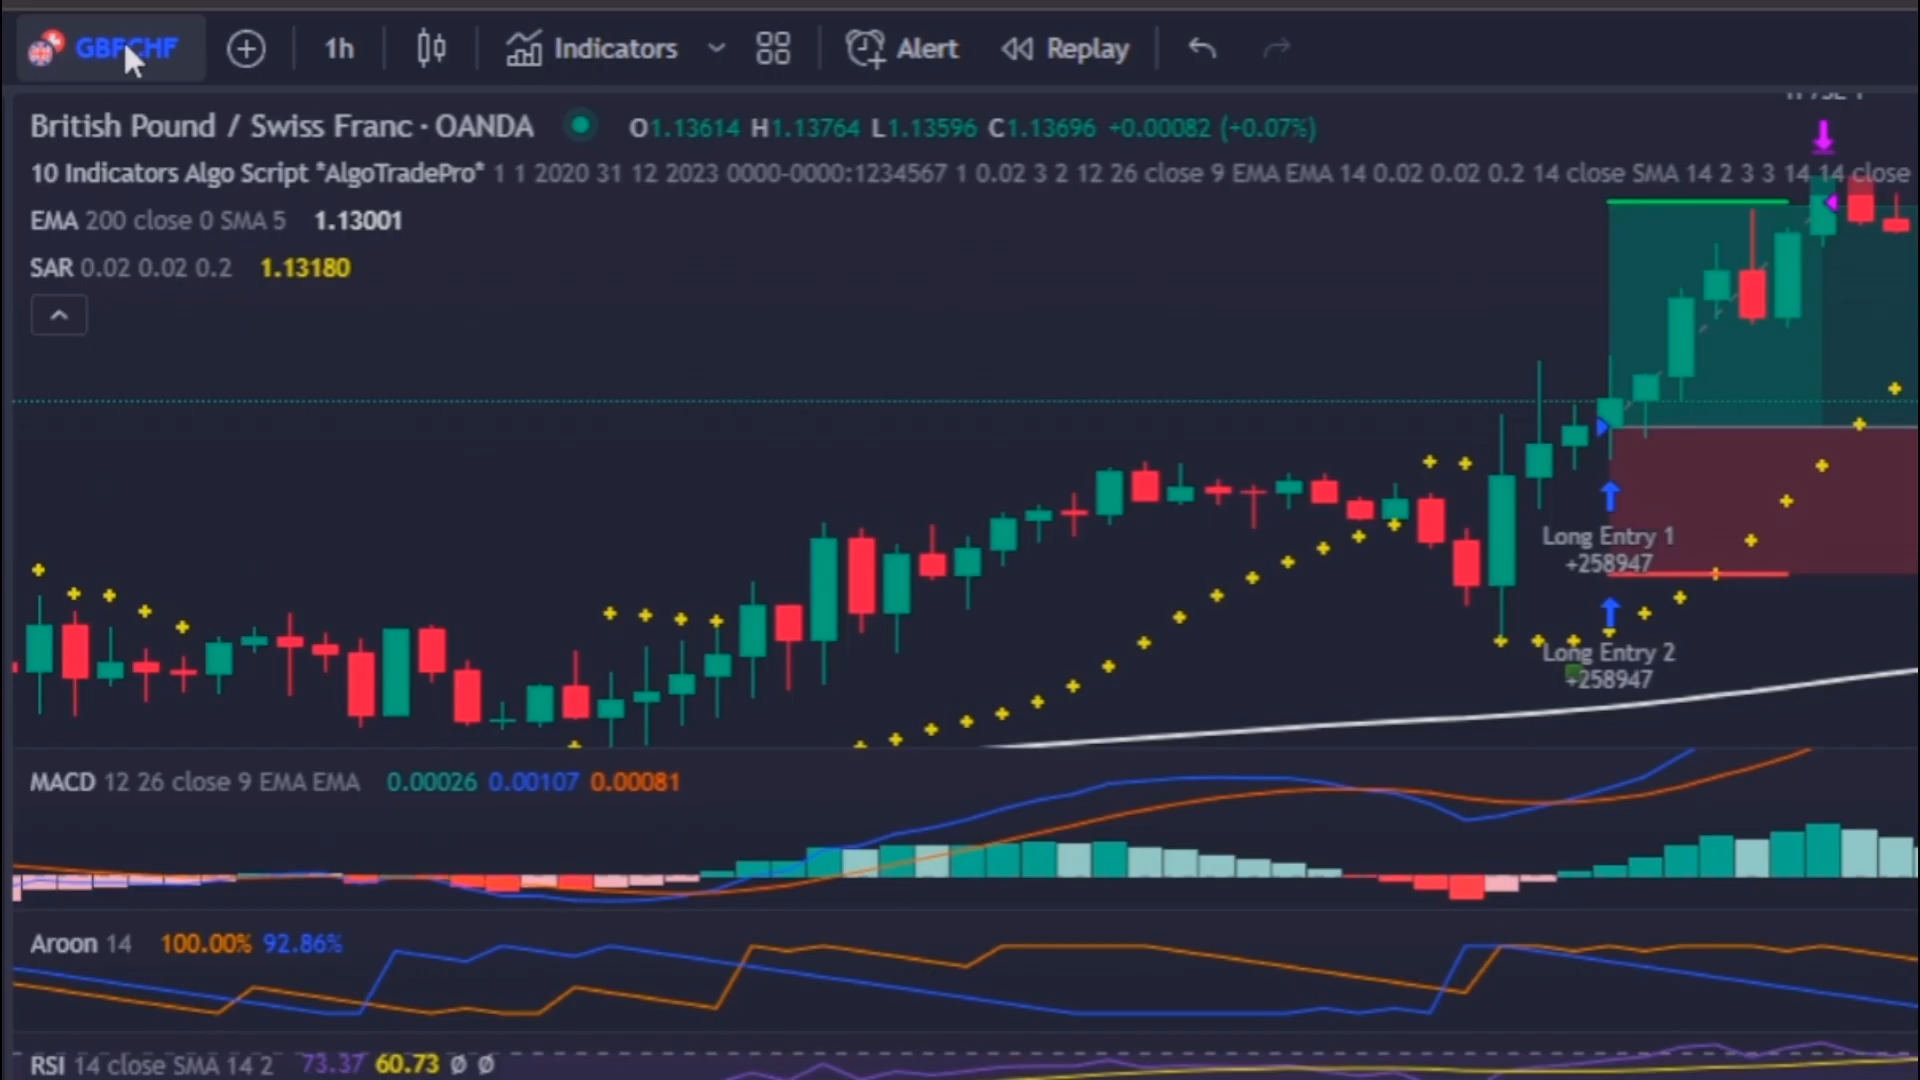 GBPCHF
1h
Indicators
Alert
Replay
British Pound / Swiss Franc · OANDA
O1.13614 H1.13764 L1.13596 C1.13696 +0.00082 (+0.07%)
10 Indicators Algo Script *AlgoTradePro* 1 1 2020 31 12 2023 0000-0000:1234567 1 0.02 3 2 12 26 close 9 EMA EMA 14 0.02 0.02 0.2 14 close SMA 14 2 3 3 14 14 close
EMA 200 close 0 SMA 5 1.13001
SAR 0.02 0.02 0.2 1.13180
Long Entry 1
+258947
Long Entry 2
+258947
MACD 12 26 close 9 EMA EMA 0.00026 0.00107 0.00081
Aroon 14 100.00% 92.86%
RSI 14 close SMA 14 2 73.37 60.73 Ø Ø